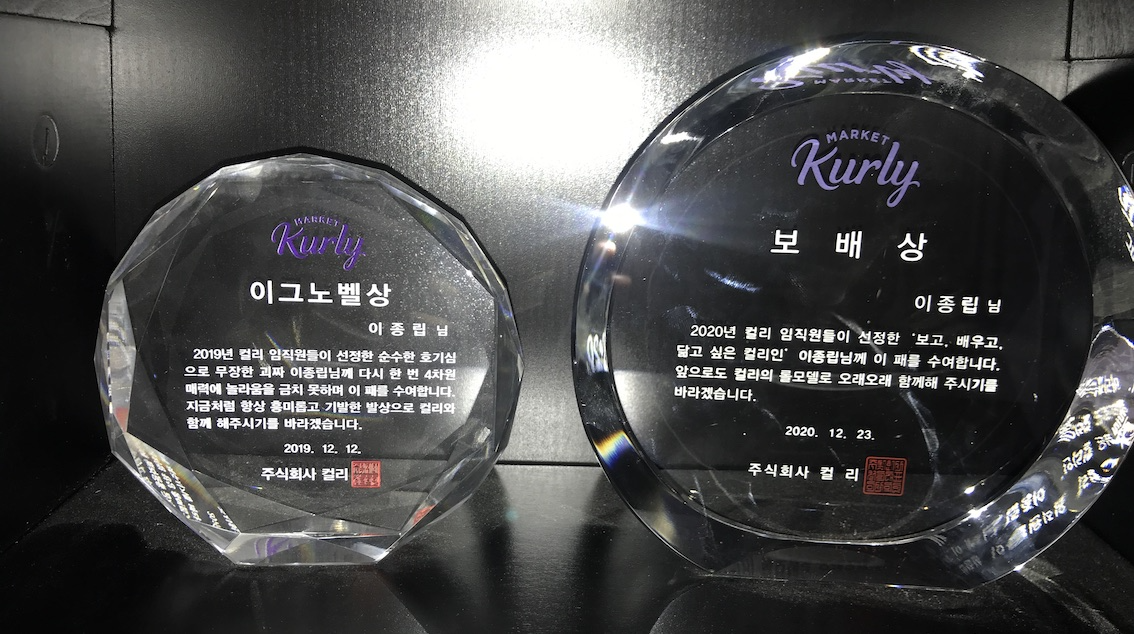 MARKET
Kurly
이그노벨상
이 종 립 님
2019년 컬리 임직원들이 선정한 순수한 호기심
으로 무장한 괴짜 이종립님께 다시 한 번 4차원
매력에 놀라움을 금치 못하며 이 패를 수여합니다.
지금처럼 항상 흥미롭고 기발한 발상으로 컬리와
함께 해주시기를 바라겠습니다.
2019. 12. 12.
주식회사 컬리
MARKET
Kurly
보 배 상
이종립 님
2020년 컬리 임직원들이 선정한 '보고, 배우고,
닮고 싶은 컬리인' 이종립님께 이 패를 수여합니다.
앞으로도 컬리의 롤모델로 오래오래 함께해 주시기를
바라겠습니다.
2020. 12. 23.
주식회사 컬 리